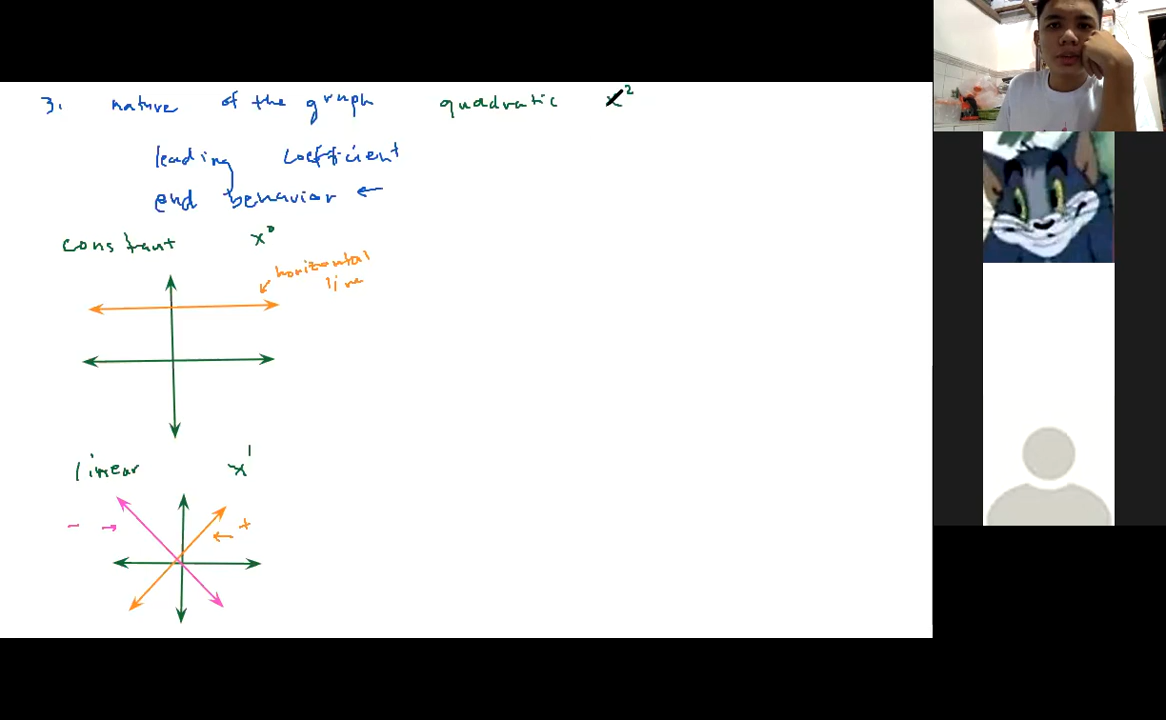 3. nature of the graph
leading coefficient
end behavior ←
constant x⁰
horizontal
line
linear x¹
- → ← +
quadratic x²